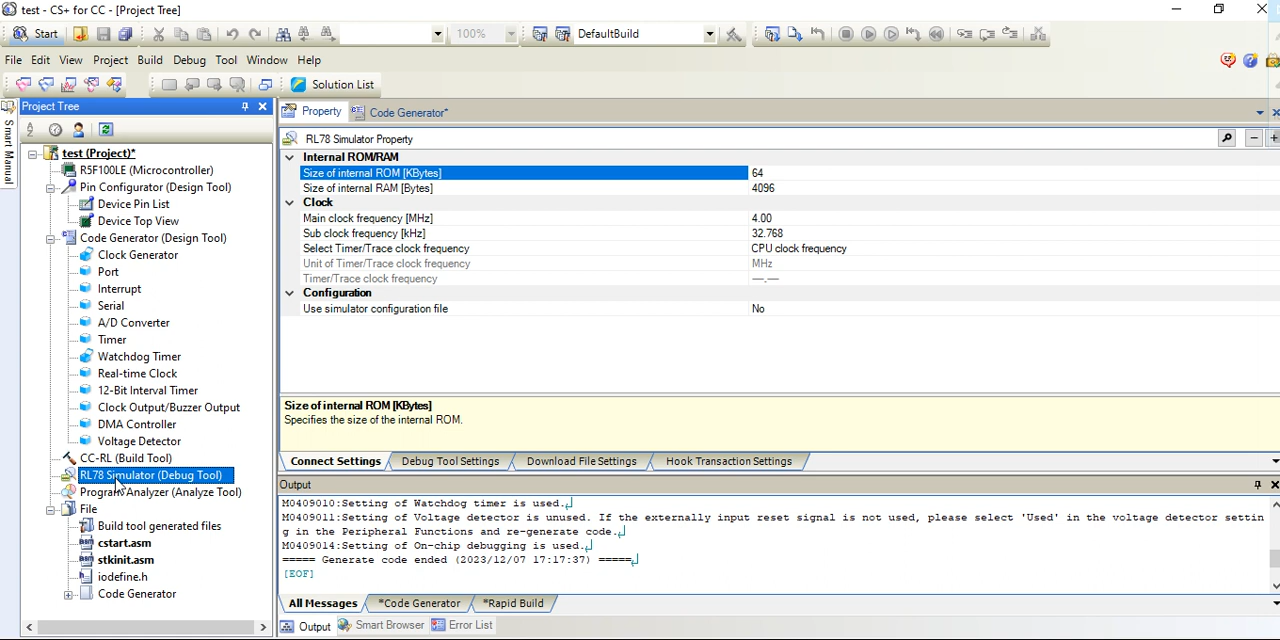 test - CS+ for CC - [Project Tree]
Start
100%
DefaultBuild
File Edit View Project Build Debug Tool Window Help
Solution List
Smart Manual
Project Tree
test (Project)*
R5F100LE (Microcontroller)
Pin Configurator (Design Tool)
Device Pin List
Device Top View
Code Generator (Design Tool)
Clock Generator
Port
Interrupt
Serial
A/D Converter
Timer
Watchdog Timer
Real-time Clock
12-Bit Interval Timer
Clock Output/Buzzer Output
DMA Controller
Voltage Detector
CC-RL (Build Tool)
RL78 Simulator (Debug Tool)
Program Analyzer (Analyze Tool)
File
Build tool generated files
cstart.asm
stkinit.asm
iodefine.h
Code Generator
Property Code Generator*
RL78 Simulator Property
Internal ROM/RAM
Size of internal ROM [KBytes] 64
Size of internal RAM [Bytes] 4096
Clock
Main clock frequency [MHz] 4.00
Sub clock frequency [kHz] 32.768
Select Timer/Trace clock frequency CPU clock frequency
Unit of Timer/Trace clock frequency MHz
Timer/Trace clock frequency ---.---
Configuration
Use simulator configuration file No
Size of internal ROM [KBytes]
Specifies the size of the internal ROM.
Connect Settings Debug Tool Settings Download File Settings Hook Transaction Settings
Output
M0409010:Setting of Watchdog timer is used.
M0409011:Setting of Voltage detector is unused. If the externally input reset signal is not used, please select 'Used' in the voltage detector settin
g in the Peripheral Functions and re-generate code.
M0409014:Setting of On-chip debugging is used.
===== Generate code ended (2023/12/07 17:17:37) =====
[EOF]
All Messages *Code Generator *Rapid Build
Output Smart Browser Error List